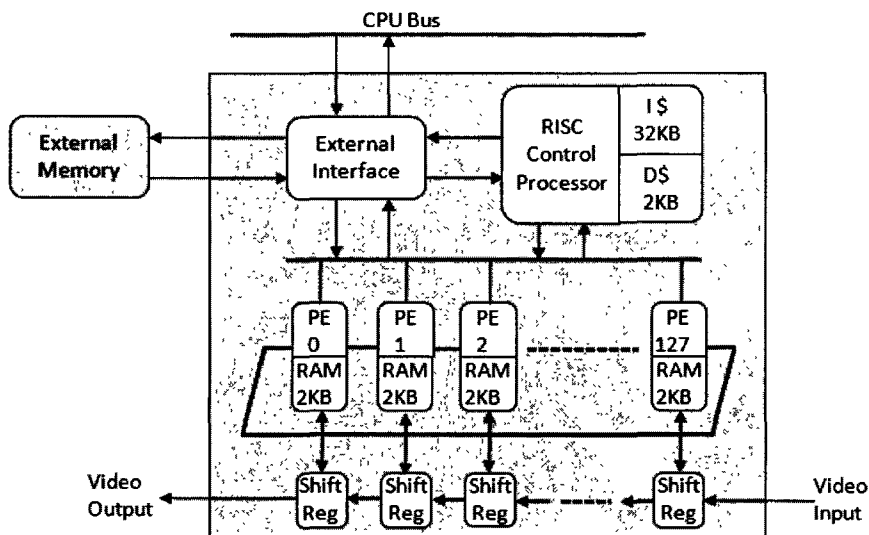 CPU Bus
External
Memory
External
Interface
RISC
Control
Processor
I $
32KB
D$
2KB
PE
0
RAM
2KB
PE
1
RAM
2KB
PE
2
RAM
2KB
PE
127
RAM
2KB
Video
Output
Shift
Reg
Shift
Reg
Shift
Reg
Shift
Reg
Video
Input